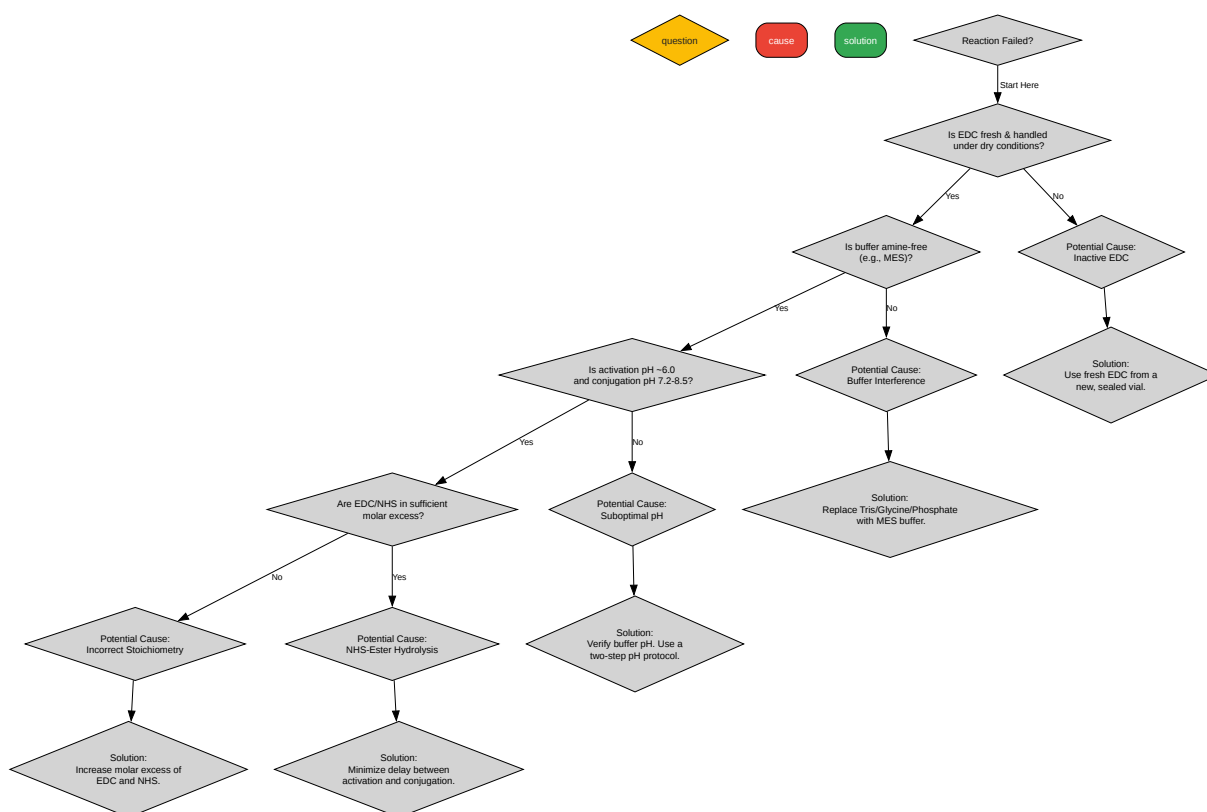 question
cause
solution
Reaction Failed?
Start Here
Is EDC fresh & handled
under dry conditions?
Yes
No
Is buffer amine-free
(e.g., MES)?
Potential Cause:
Inactive EDC
Yes
No
Is activation pH ~6.0
and conjugation pH 7.2-8.5?
Potential Cause:
Buffer Interference
Solution:
Use fresh EDC from a
new, sealed vial.
Yes
No
Are EDC/NHS in sufficient
molar excess?
Potential Cause:
Suboptimal pH
Solution:
Replace Tris/Glycine/Phosphate
with MES buffer.
No
Yes
Potential Cause:
Incorrect Stoichiometry
Potential Cause:
NHS-Ester Hydrolysis
Solution:
Verify buffer pH. Use a
two-step pH protocol.
Solution:
Increase molar excess of
EDC and NHS.
Solution:
Minimize delay between
activation and conjugation.